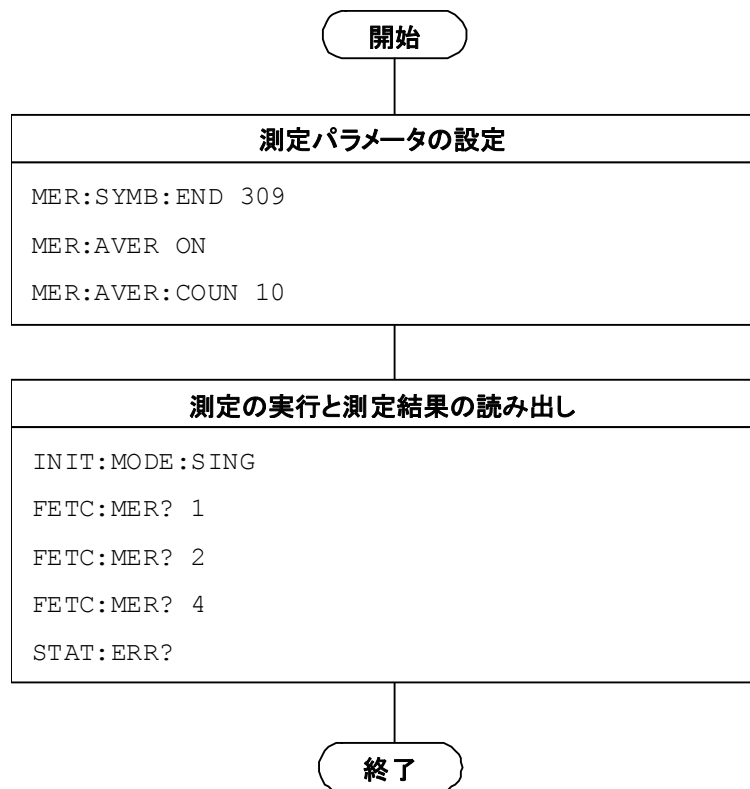 開始
測定パラメータの設定
MER:SYMB:END 309
MER:AVER ON
MER:AVER:COUN 10
測定の実行と測定結果の読み出し
INIT:MODE:SING
FETC:MER? 1
FETC:MER? 2
FETC:MER? 4
STAT:ERR?
終了